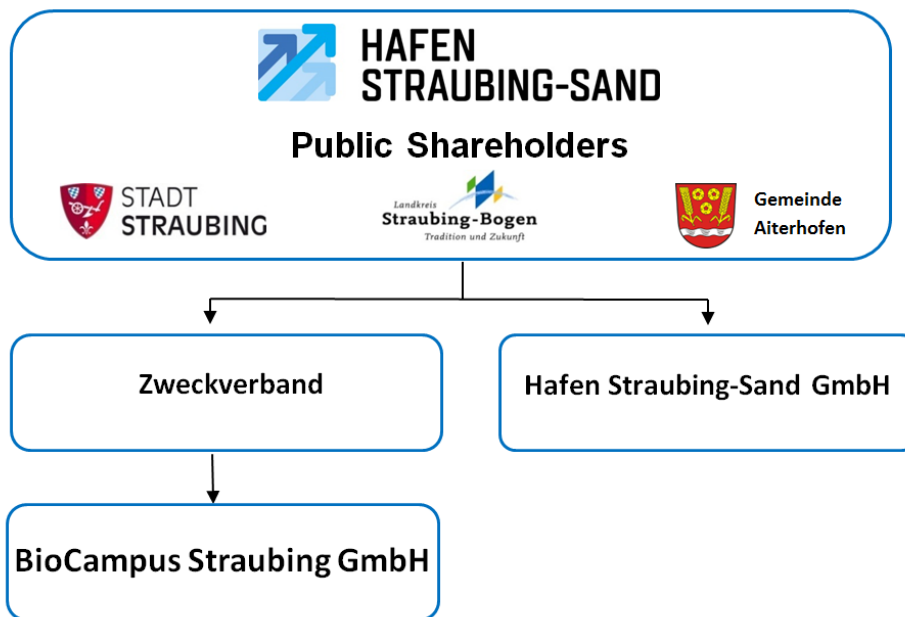 HAFEN
STRAUBING-SAND
Public Shareholders
STADT
STRAUBING
Landkreis
Straubing-Bogen
Tradition und Zukunft
Gemeinde
Aiterhofen
Zweckverband
Hafen Straubing-Sand GmbH
BioCampus Straubing GmbH